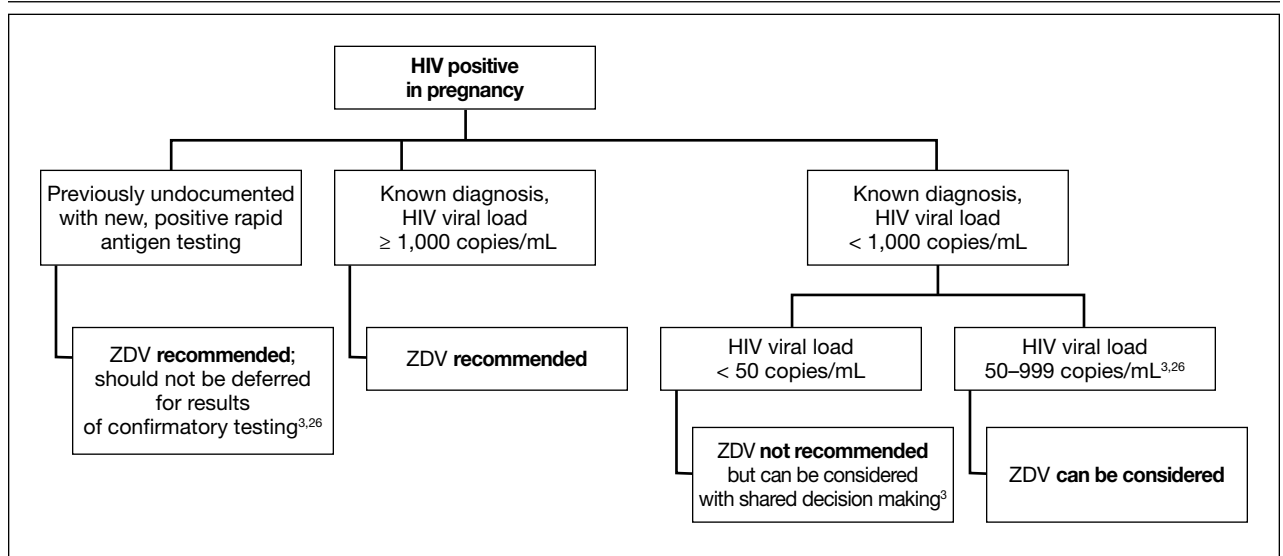 HIV positive
in pregnancy
Previously undocumented
with new, positive rapid
antigen testing
Known diagnosis,
HIV viral load
≥ 1,000 copies/mL
Known diagnosis,
HIV viral load
< 1,000 copies/mL
ZDV recommended;
should not be deferred
for results
of confirmatory testing3,26
ZDV recommended
HIV viral load
< 50 copies/mL
HIV viral load
50–999 copies/mL3,26
ZDV not recommended
but can be considered
with shared decision making3
ZDV can be considered